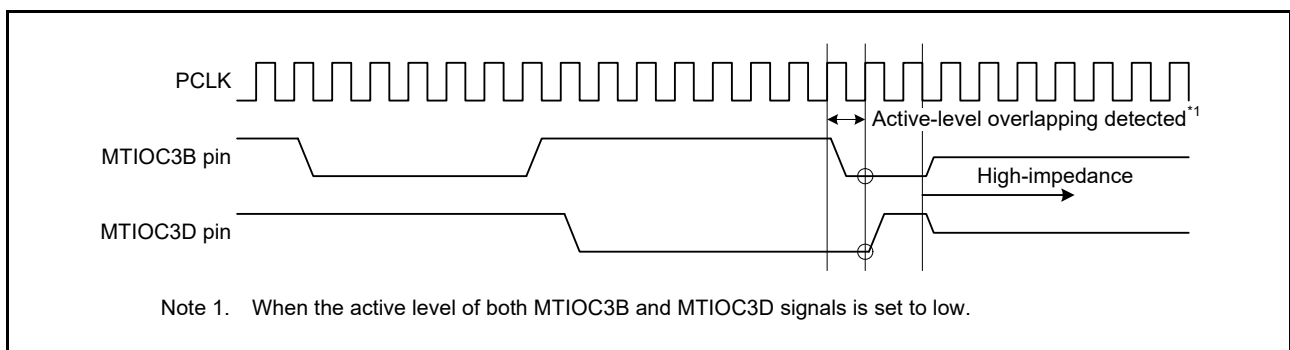 PCLK
Active-level overlapping detected*1
MTIOC3B pin
High-impedance
MTIOC3D pin
Note 1. When the active level of both MTIOC3B and MTIOC3D signals is set to low.